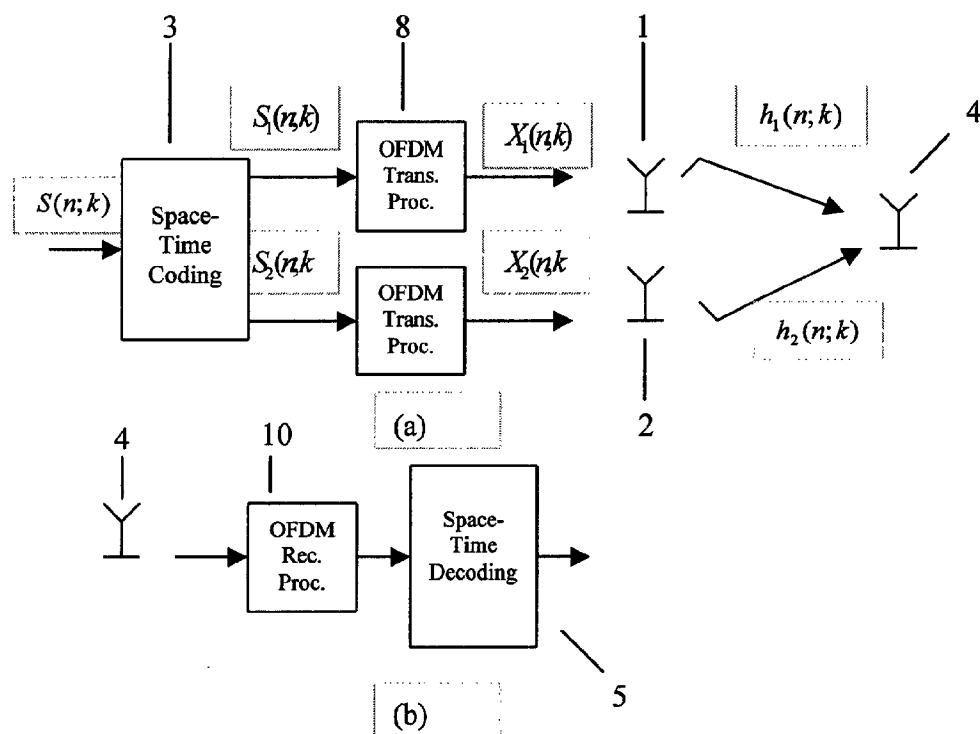 3
8
1
S₁(n,k)
X₁(n,k)
h₁(n;k)
4
OFDM
Trans.
Proc.
S(n;k)
Space-
Time
Coding
S₂(n,k
X₂(n,k
OFDM
Trans.
Proc.
h₂(n;k)
(a)
2
4
10
OFDM
Rec.
Proc.
Space-
Time
Decoding
5
(b)